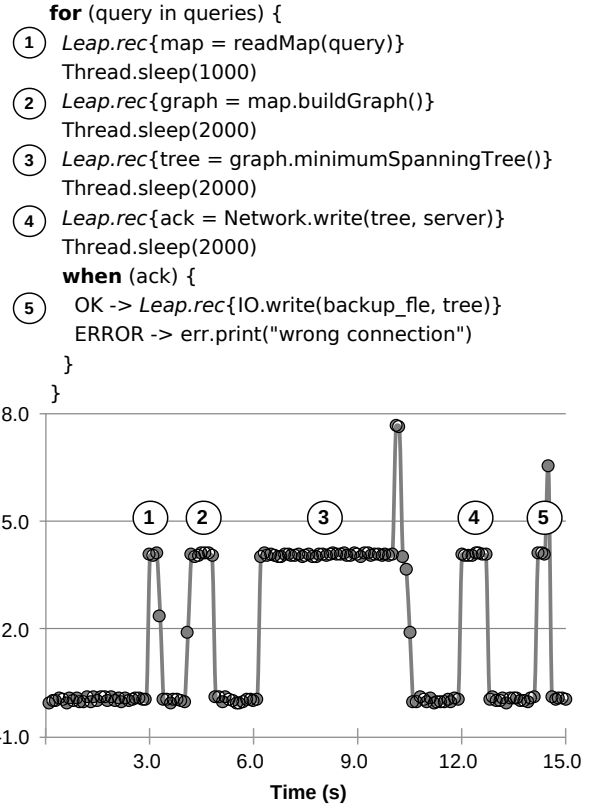 for (query in queries) {
1 Leap.rec{map = readMap(query)}
Thread.sleep(1000)
2 Leap.rec{graph = map.buildGraph()}
Thread.sleep(2000)
3 Leap.rec{tree = graph.minimumSpanningTree()}
Thread.sleep(2000)
4 Leap.rec{ack = Network.write(tree, server)}
Thread.sleep(2000)
when (ack) {
5 OK -> Leap.rec{IO.write(backup_fle, tree)}
ERROR -> err.print("wrong connection")
}
}
8.0
5.0
1 2 3 4 5
2.0
-1.0
3.0 6.0 9.0 12.0 15.0
Time (s)